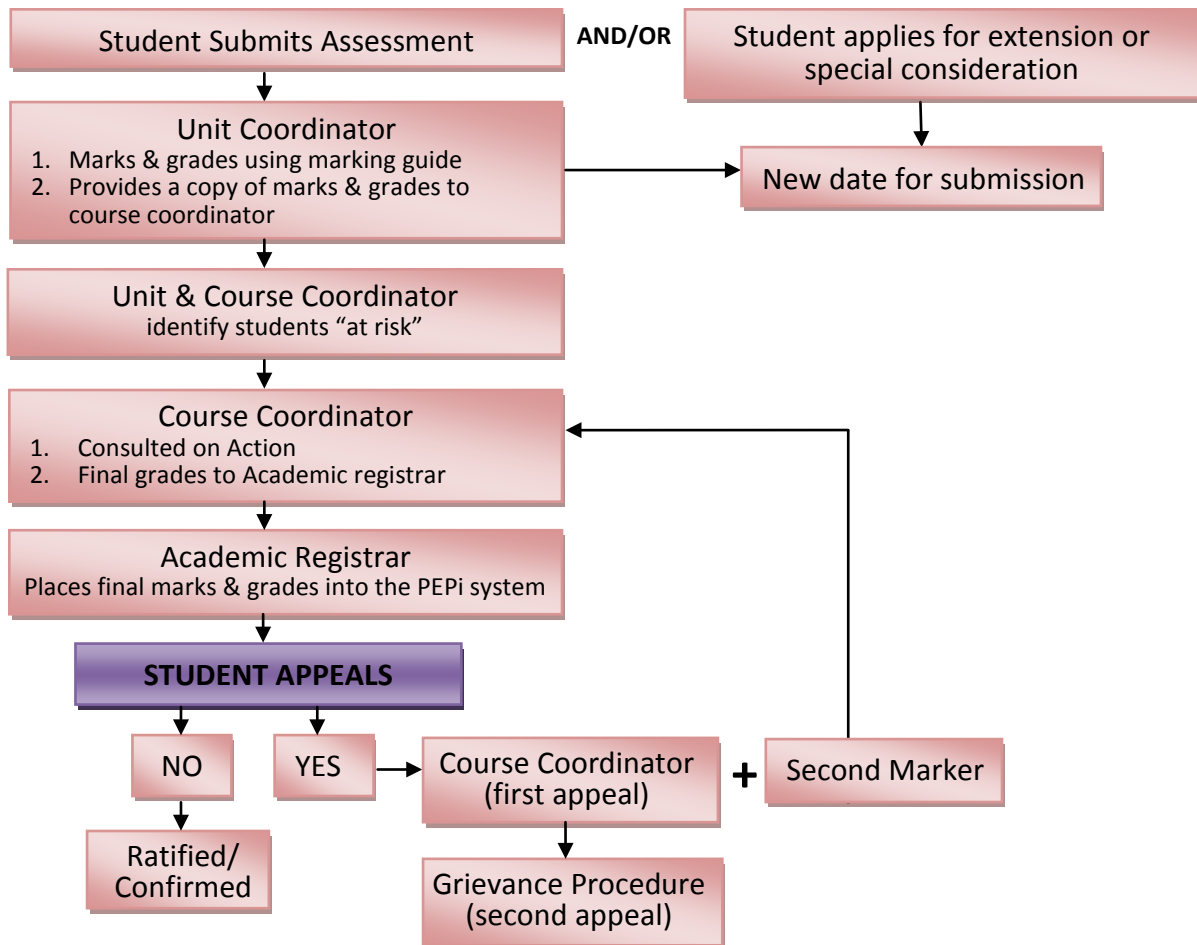 Student Submits Assessment
AND/OR
Student applies for extension or
special consideration
Unit Coordinator
1. Marks & grades using marking guide
2. Provides a copy of marks & grades to
course coordinator
New date for submission
Unit & Course Coordinator
identify students “at risk”
Course Coordinator
1. Consulted on Action
2. Final grades to Academic registrar
Academic Registrar
Places final marks & grades into the PEPi system
STUDENT APPEALS
NO
YES
Course Coordinator
(first appeal)
+
Second Marker
Ratified/
Confirmed
Grievance Procedure
(second appeal)